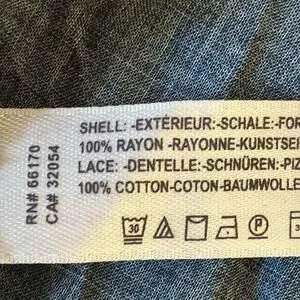 RN# 66170
CA# 32054
SHELL: -EXTÉRIEUR:-SCHALE:-FOR
100% RAYON -RAYONNE-KUNSTSEI
LACE: -DENTELLE:-SCHNÜREN:-PIZ
100% COTTON-COTON-BAUMWOLLE
30 P